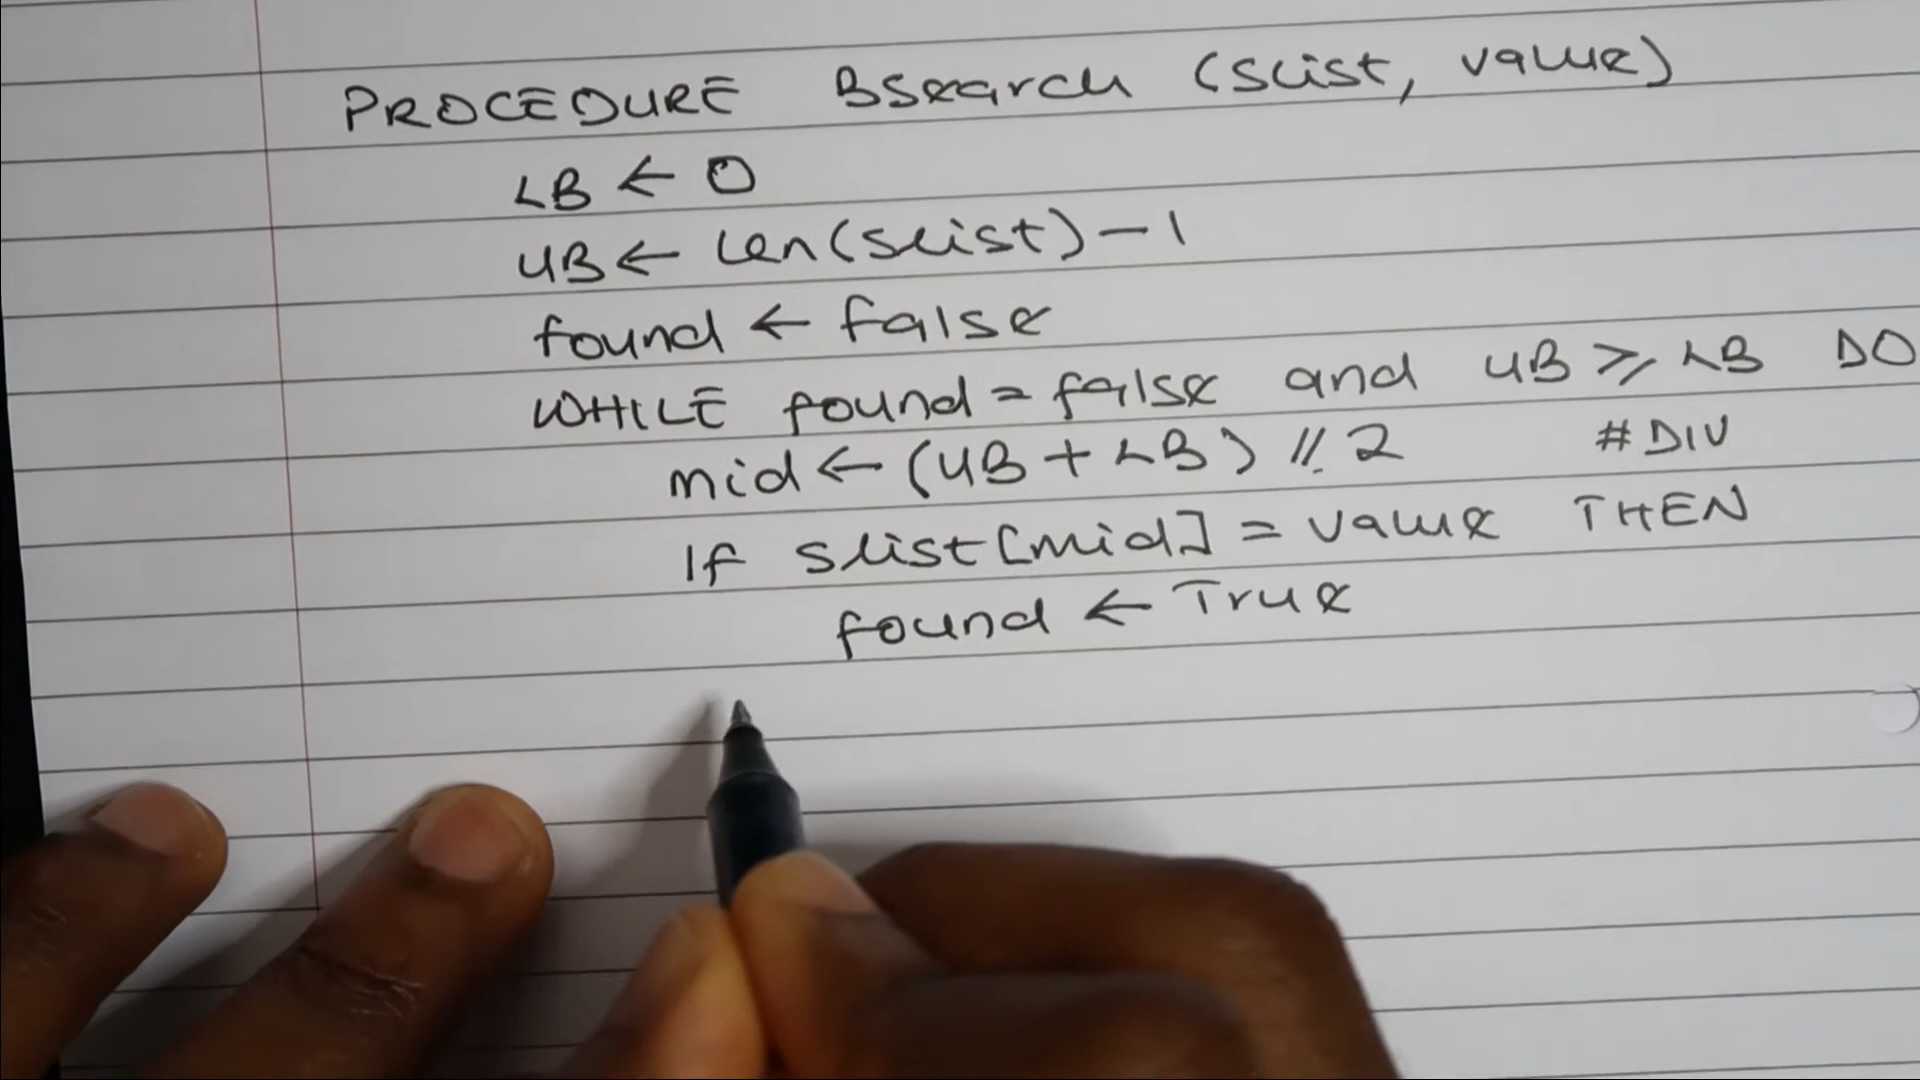 PROCEDURE Bsearch (slist, value)
LB ← 0
UB ← len(slist) - 1
found ← false
WHILE found = false and UB ≥ LB DO
mid ← (UB + LB) // 2 #DIV
If slist[mid] = value THEN
found ← True